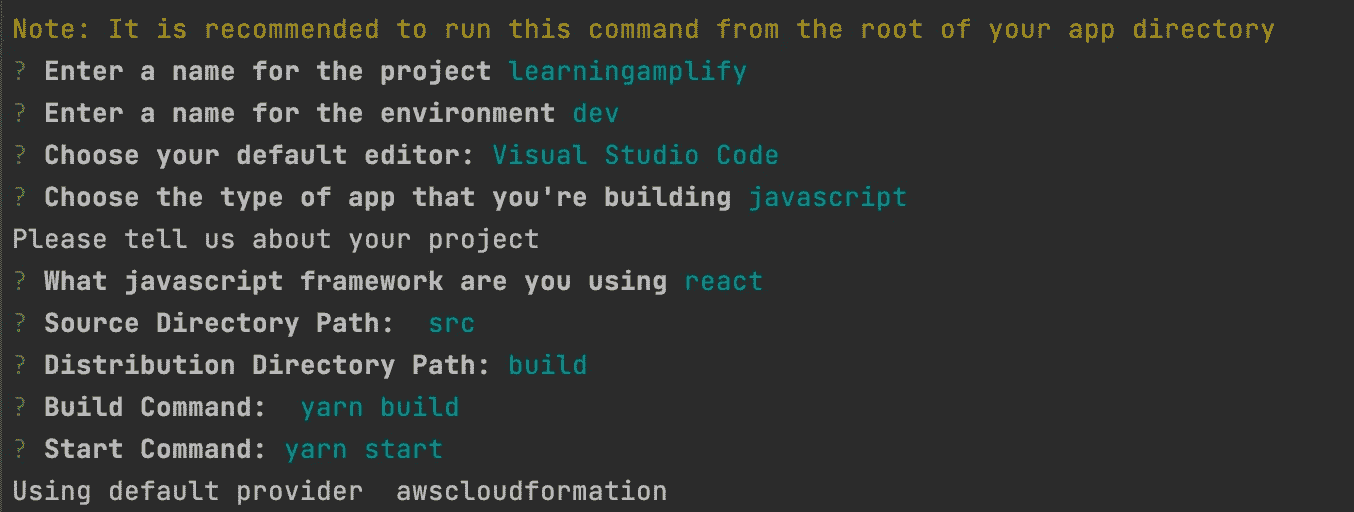 Note: It is recommended to run this command from the root of your app directory
? Enter a name for the project learningamplify
? Enter a name for the environment dev
? Choose your default editor: Visual Studio Code
? Choose the type of app that you're building javascript
Please tell us about your project
? What javascript framework are you using react
? Source Directory Path:  src
? Distribution Directory Path: build
? Build Command:  yarn build
? Start Command: yarn start
Using default provider  awscloudformation